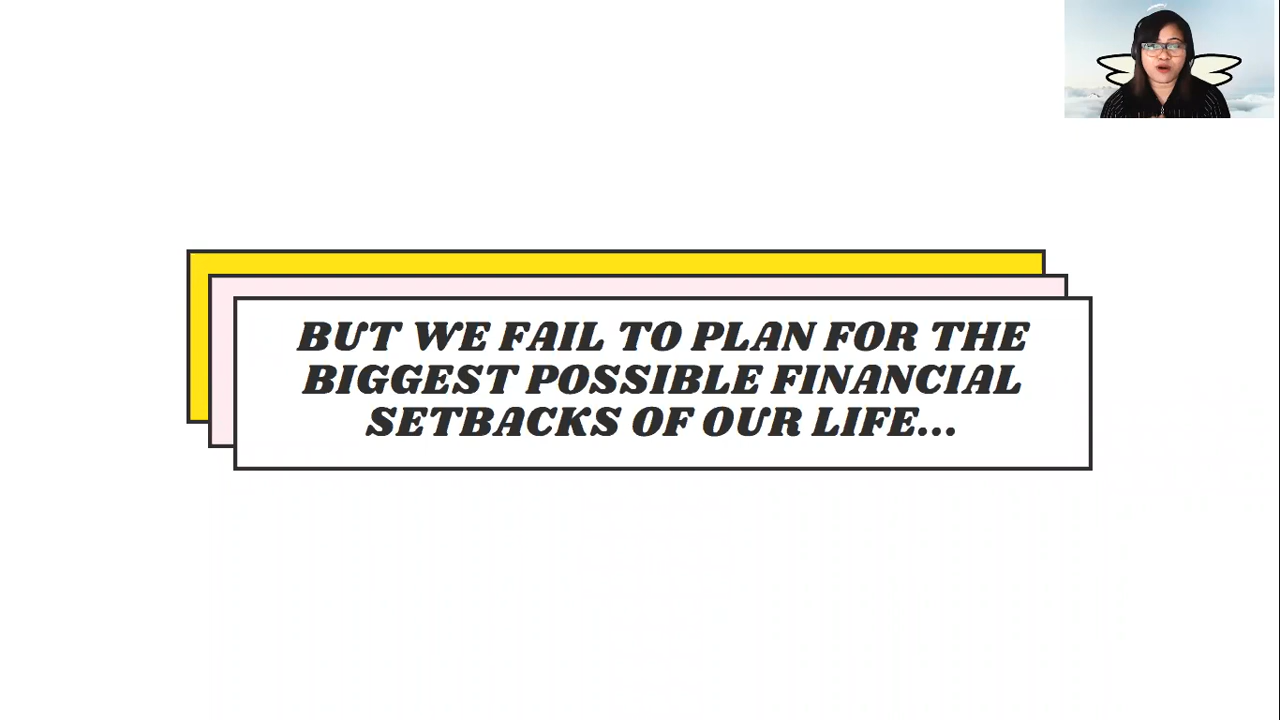 BUT WE FAIL TO PLAN FOR THE
BIGGEST POSSIBLE FINANCIAL
SETBACKS OF OUR LIFE...